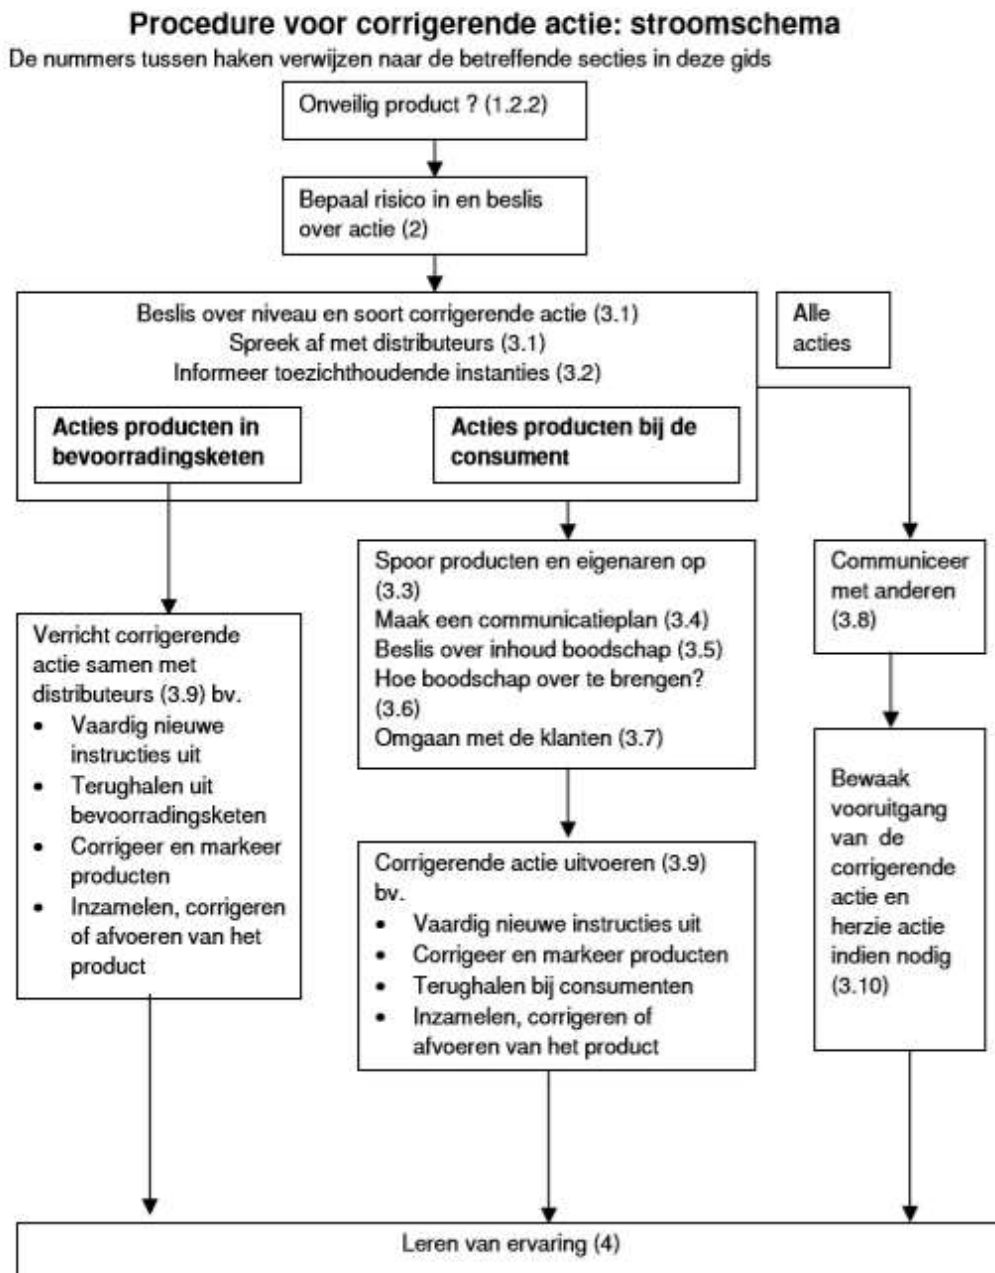 Procedure voor corrigerende actie: stroomschema
De nummers tussen haken verwijzen naar de betreffende secties in deze gids
Onveilig product ? (1.2.2)
Bepaal risico in en beslis
over actie (2)
Beslis over niveau en soort corrigerende actie (3.1)
Spreek af met distributeurs (3.1)
Informeer toezichthoudende instanties (3.2)
Alle
acties
Acties producten in
bevoorradingsketen
Acties producten bij de
consument
Verricht corrigerende
actie samen met
distributeurs (3.9) bv.
• Vaardig nieuwe
instructies uit
• Terughalen uit
bevoorradingsketen
• Corrigeer en markeer
producten
• Inzamelen, corrigeren
of afvoeren van het
product
Spoor producten en eigenaren op
(3.3)
Maak een communicatieplan (3.4)
Beslis over inhoud boodschap (3.5)
Hoe boodschap over te brengen?
(3.6)
Omgaan met de klanten (3.7)
Corrigerende actie uitvoeren (3.9)
bv.
• Vaardig nieuwe instructies uit
• Corrigeer en markeer producten
• Terughalen bij consumenten
• Inzamelen, corrigeren of
afvoeren van het product
Communiceer
met anderen
(3.8)
Bewaak
vooruitgang
van de
corrigerende
actie en
herzie actie
indien nodig
(3.10)
Leren van ervaring (4)